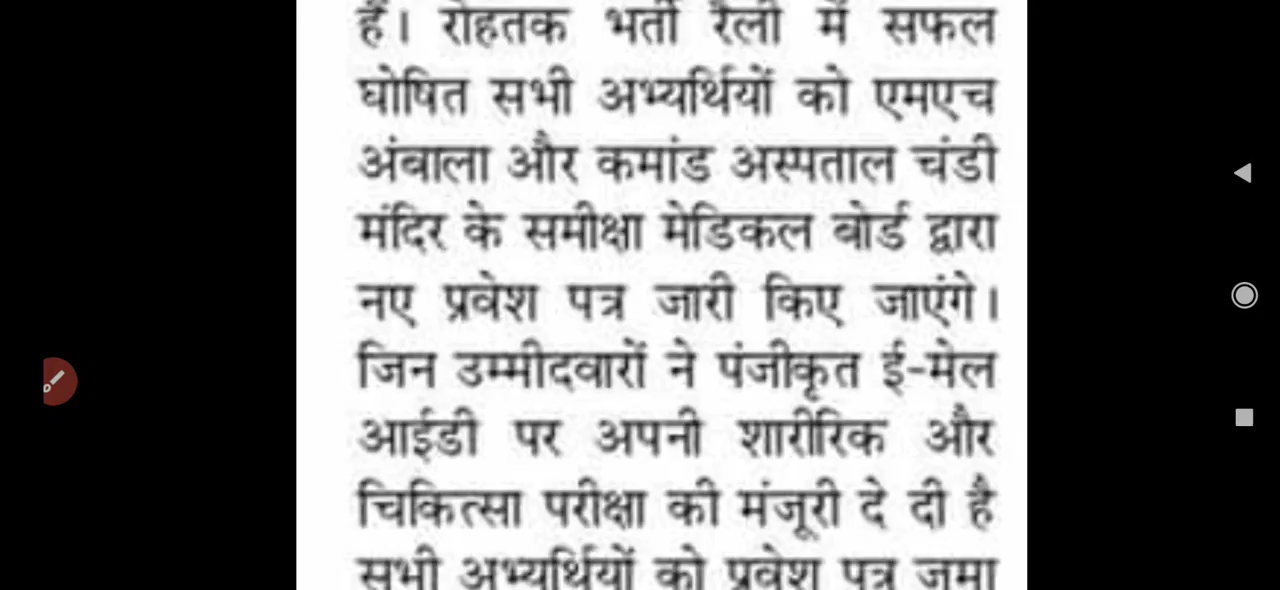 हैं। रोहतक भर्ती रैली में सफल
घोषित सभी अभ्यर्थियों को एमएच
अंबाला और कमांड अस्पताल चंडी
मंदिर के समीक्षा मेडिकल बोर्ड द्वारा
नए प्रवेश पत्र जारी किए जाएंगे।
जिन उम्मीदवारों ने पंजीकृत ई-मेल
आईडी पर अपनी शारीरिक और
चिकित्सा परीक्षा की मंजूरी दे दी है
सभी अभ्यर्थियों को प्रवेश पत्र जमा